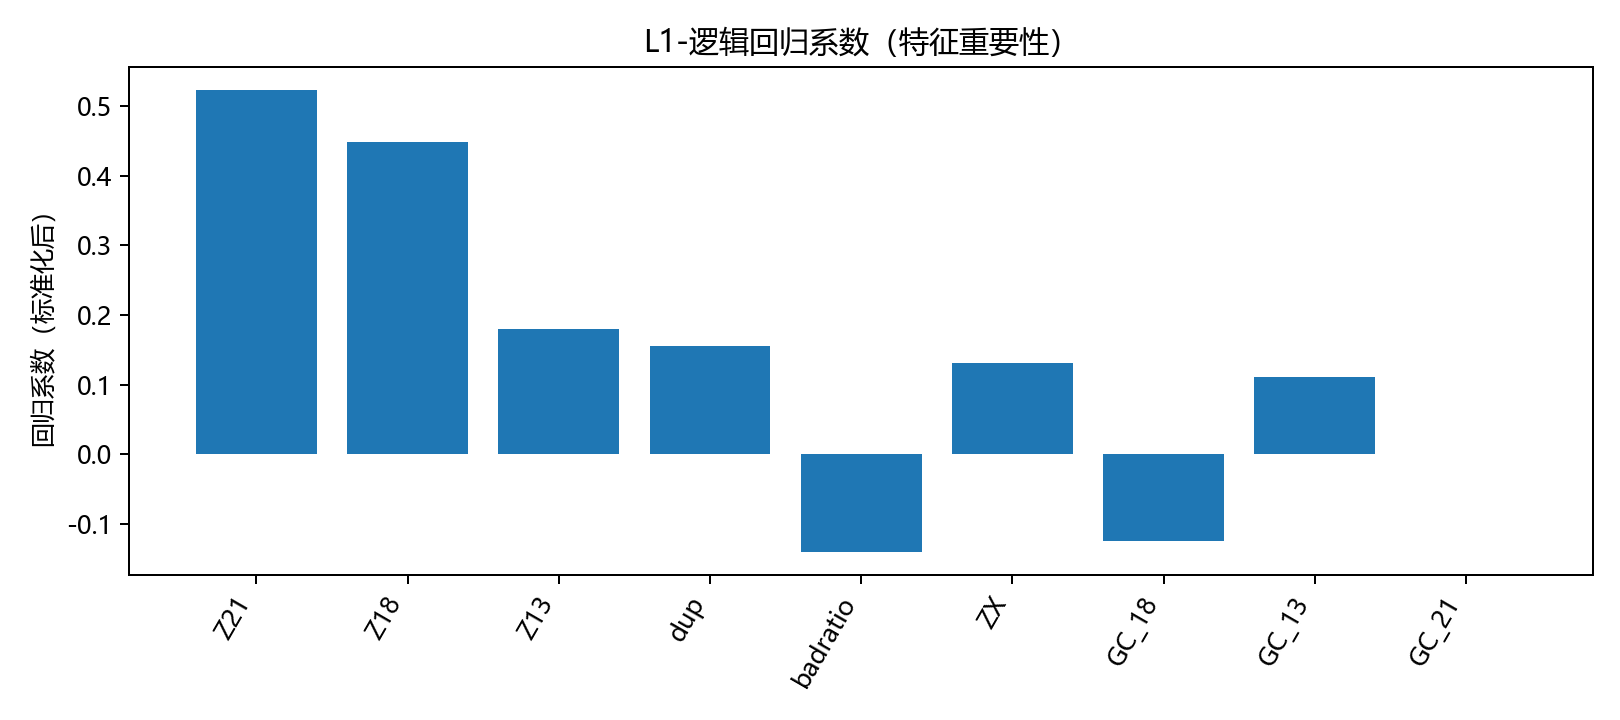 L1-逻辑回归系数（特征重要性）
回归系数（标准化后）
0.5
0.4
0.3
0.2
0.1
0.0
-0.1
Z21
Z18
Z13
dup
badratio
ZX
GC_18
GC_13
GC_21